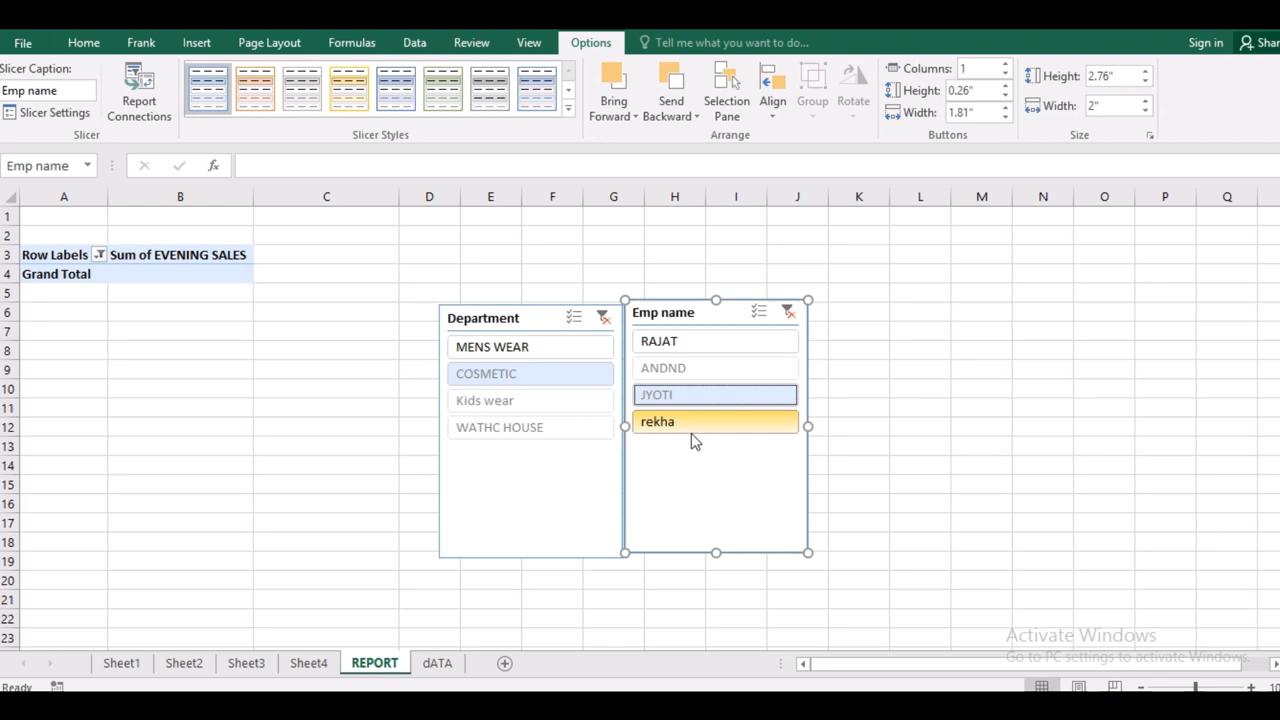 File Home Frank Insert Page Layout Formulas Data Review View Options Tell me what you want to do... Sign in Shar
Slicer Caption:
Emp name
Slicer Settings
Report
Connections
Slicer
Slicer Styles
Bring
Forward
Send
Backward
Selection
Pane
Align
Group
Rotate
Arrange
Columns: 1
Height: 0.26"
Width: 1.81"
Buttons
Height: 2.76"
Width: 2"
Size
Emp name fx
A B C D E F G H I J K L M N O P Q
1
2
3 Row Labels Sum of EVENING SALES
4 Grand Total
5
6
7
8
9
10
11
12
13
14
15
16
17
18
19
20
21
22
23
Department
MENS WEAR
COSMETIC
Kids wear
WATHC HOUSE
Emp name
RAJAT
ANDND
JYOTI
rekha
Activate Windows
Go to PC settings to activate Windows.
Sheet1 Sheet2 Sheet3 Sheet4 REPORT dATA
Ready 10